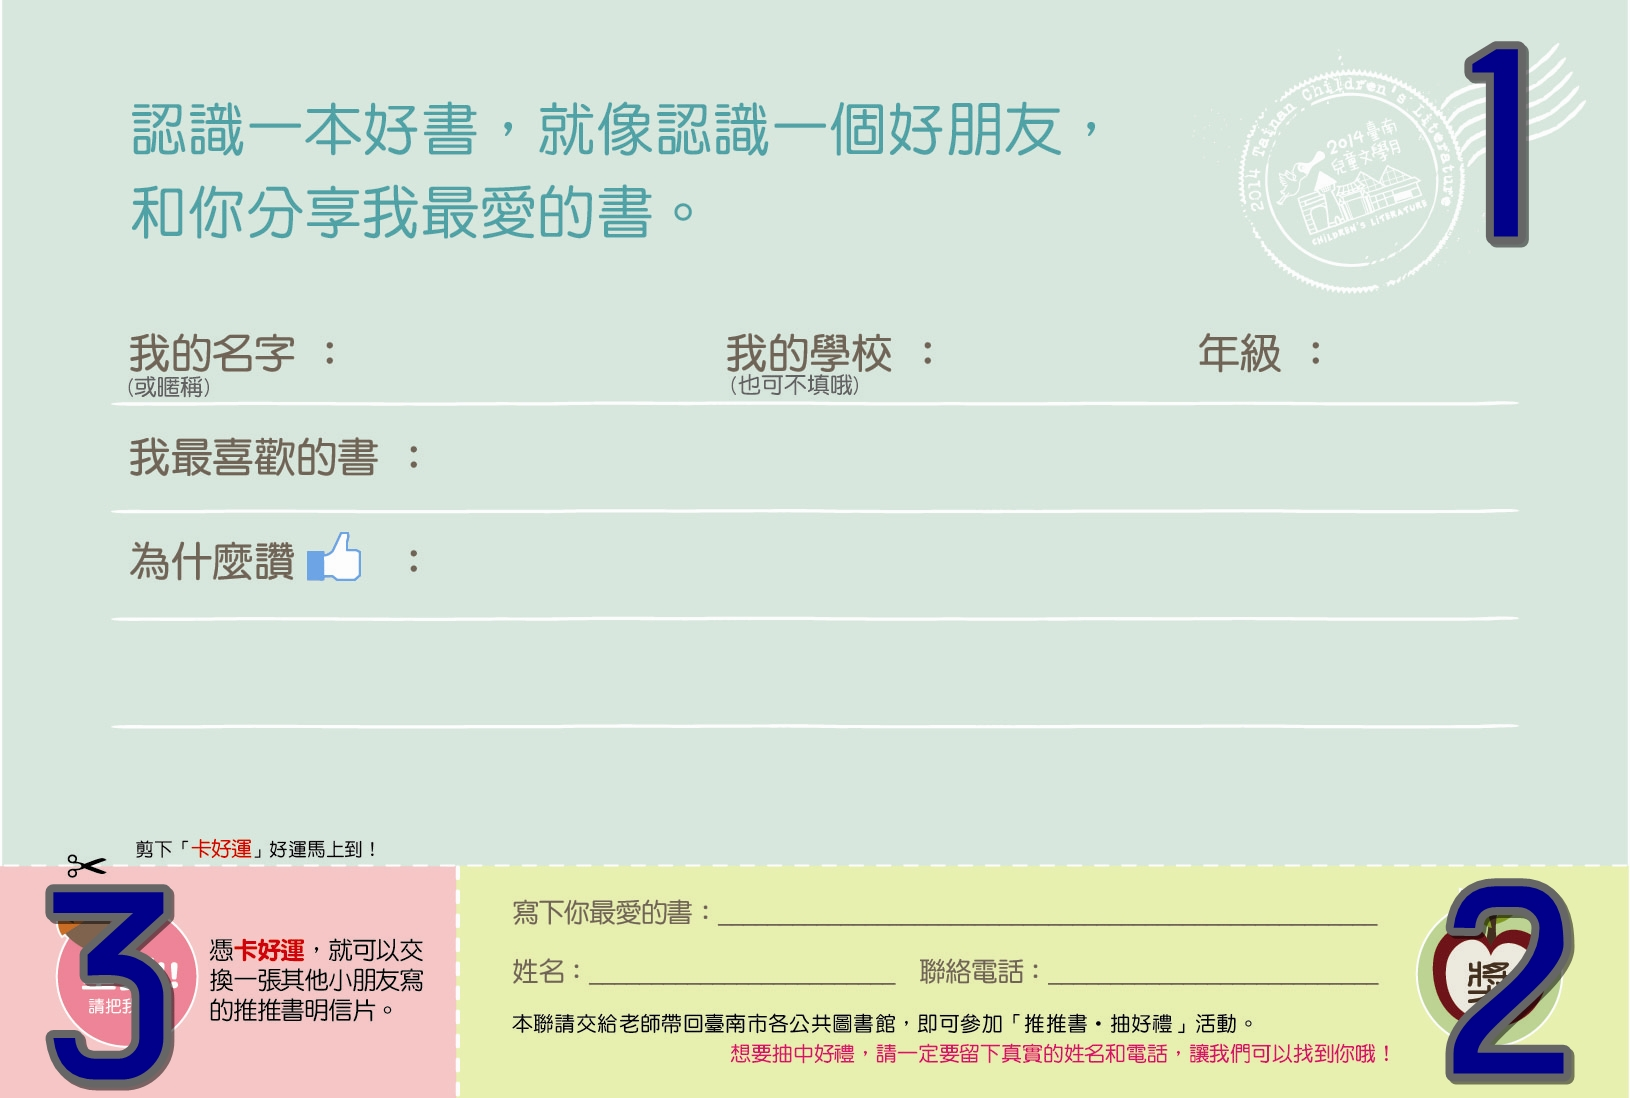 認識一本好書，就像認識一個好朋友，
和你分享我最愛的書。
1
2014 Tainan Children's Literature
2014臺南
兒童文學月
CHILDREN'S LITERATURE
我的名字 ： 我的學校 ： 年級 ：
(或暱稱) (也可不填哦)
我最喜歡的書 ：
為什麼讚 ：
剪下「卡好運」好運馬上到！
3
請把我
憑卡好運，就可以交
換一張其他小朋友寫
的推推書明信片。
寫下你最愛的書：
姓名： 聯絡電話：
本聯請交給老師帶回臺南市各公共圖書館，即可參加「推推書・抽好禮」活動。
想要抽中好禮，請一定要留下真實的姓名和電話，讓我們可以找到你哦！
2